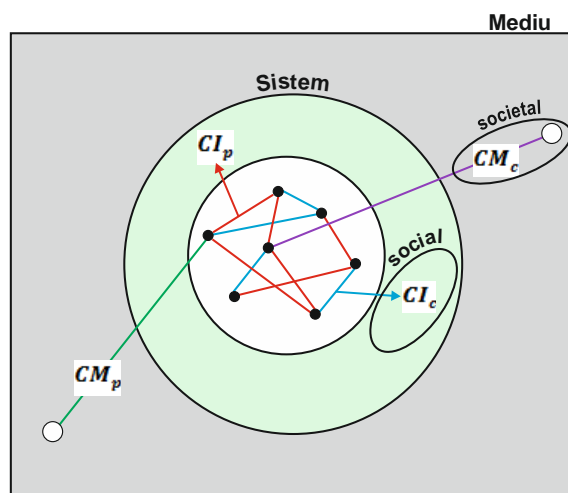 Mediu
Sistem
societal
CI_p
CM_c
social
CI_c
CM_p